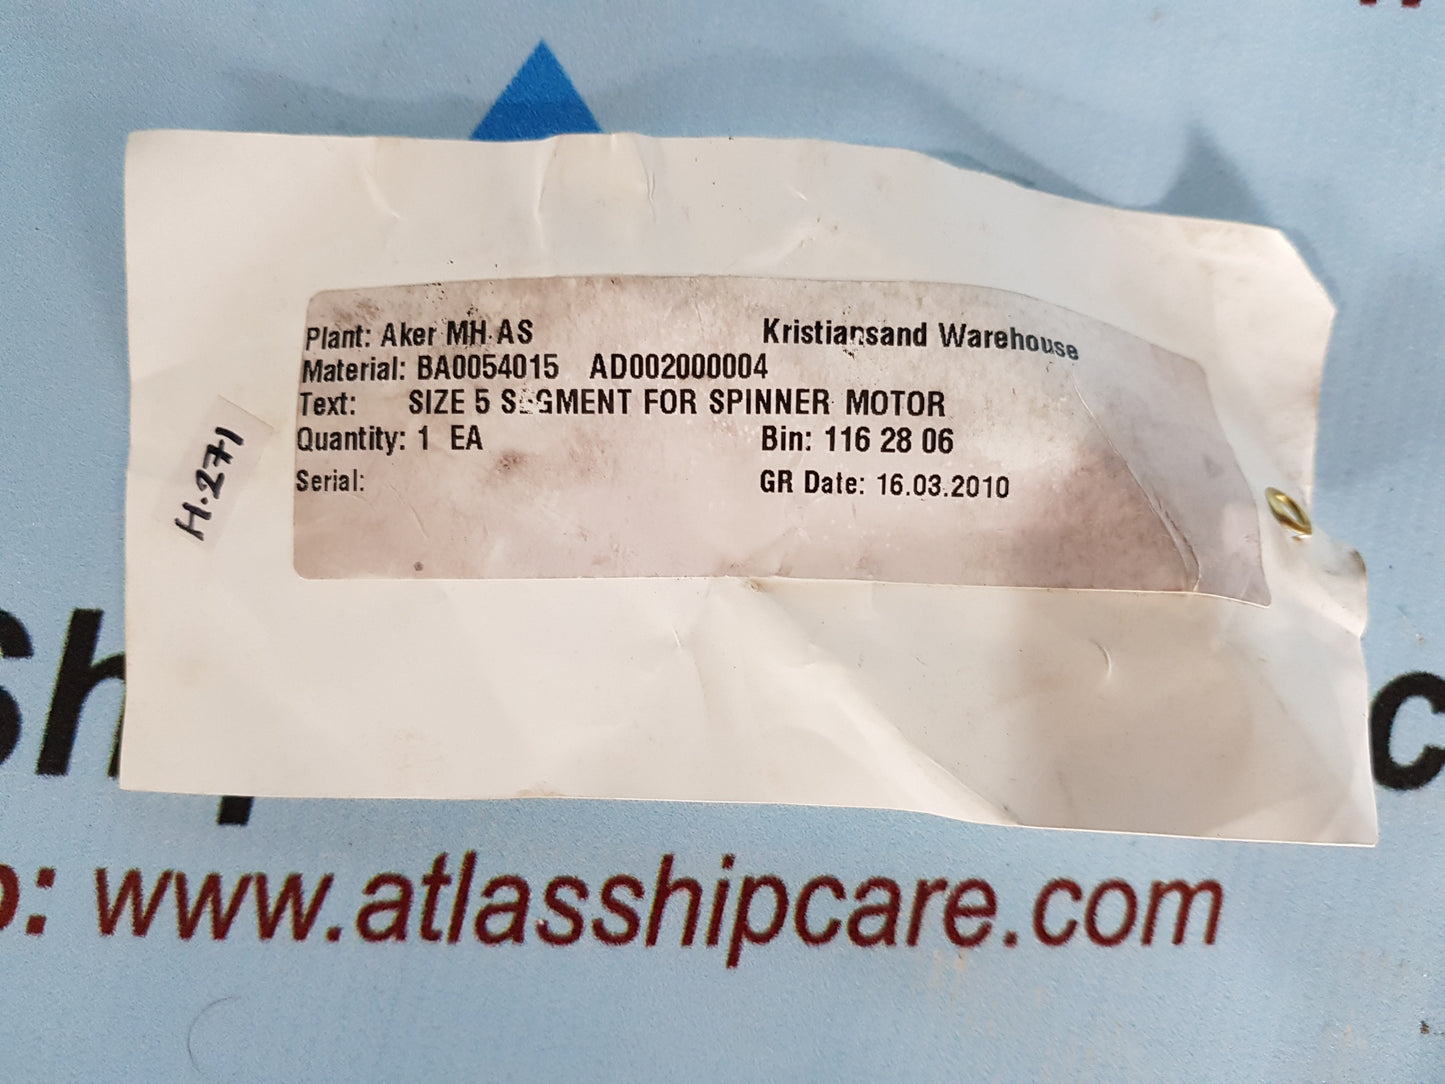 Plant: Aker MH AS Kristiansand Warehouse
Material: BA0054015 AD002000004
Text: SIZE 5 SEGMENT FOR SPINNER MOTOR
Quantity: 1 EA Bin: 116 28 06
Serial: GR Date: 16.03.2010
H.271
www.atlasshipcare.com